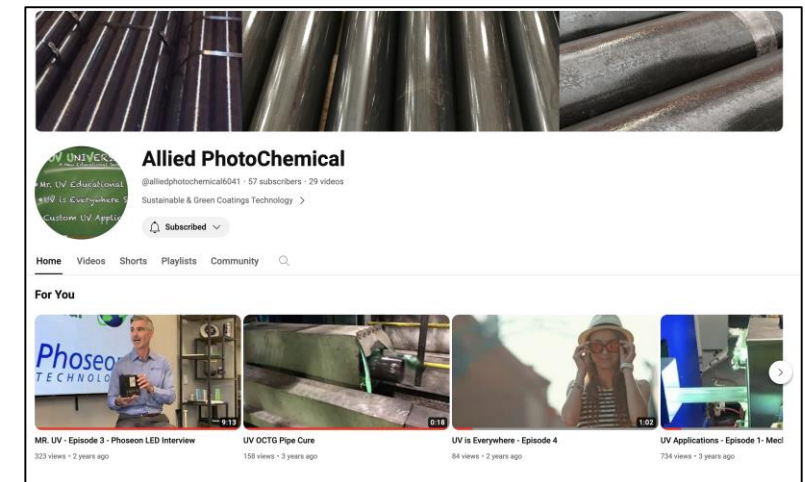 UV UNIVERS
Mr. UV Educational
UV is Everywhere S
Custom UV Applic
Allied PhotoChemical
@alliedphotochemical6041 · 57 subscribers · 29 videos
Sustainable & Green Coatings Technology >
Subscribed
Home Videos Shorts Playlists Community
For You
Phoseo
TECHNOLO
9:13
0:18
1:02
MR. UV - Episode 3 - Phoseon LED Interview
323 views • 2 years ago
UV OCTG Pipe Cure
158 views • 3 years ago
UV is Everywhere - Episode 4
84 views • 2 years ago
UV Applications - Episode 1- Mecl
734 views • 3 years ago